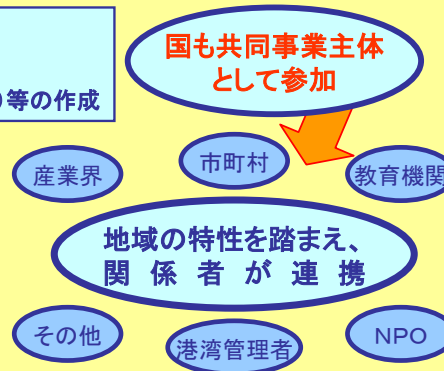 国も共同事業主体
として参加
)等の作成
市町村
産業界
教育機関
地域の特性を踏まえ、
関係者が連携
その他
港湾管理者
NPO